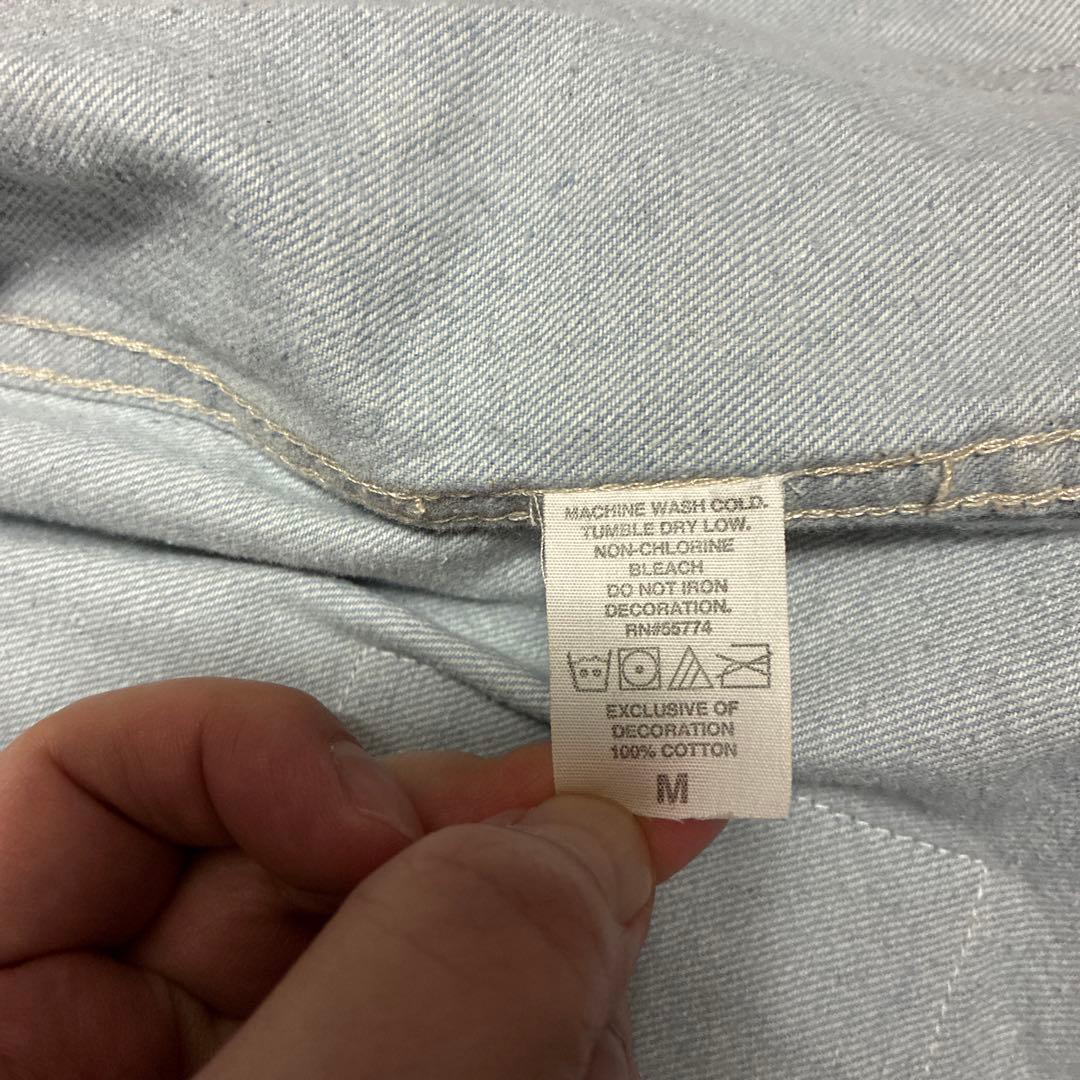 MACHINE WASH COLD.
TUMBLE DRY LOW.
NON-CHLORINE
BLEACH
DO NOT IRON
DECORATION.
RN#55774
EXCLUSIVE OF
DECORATION
100% COTTON
M